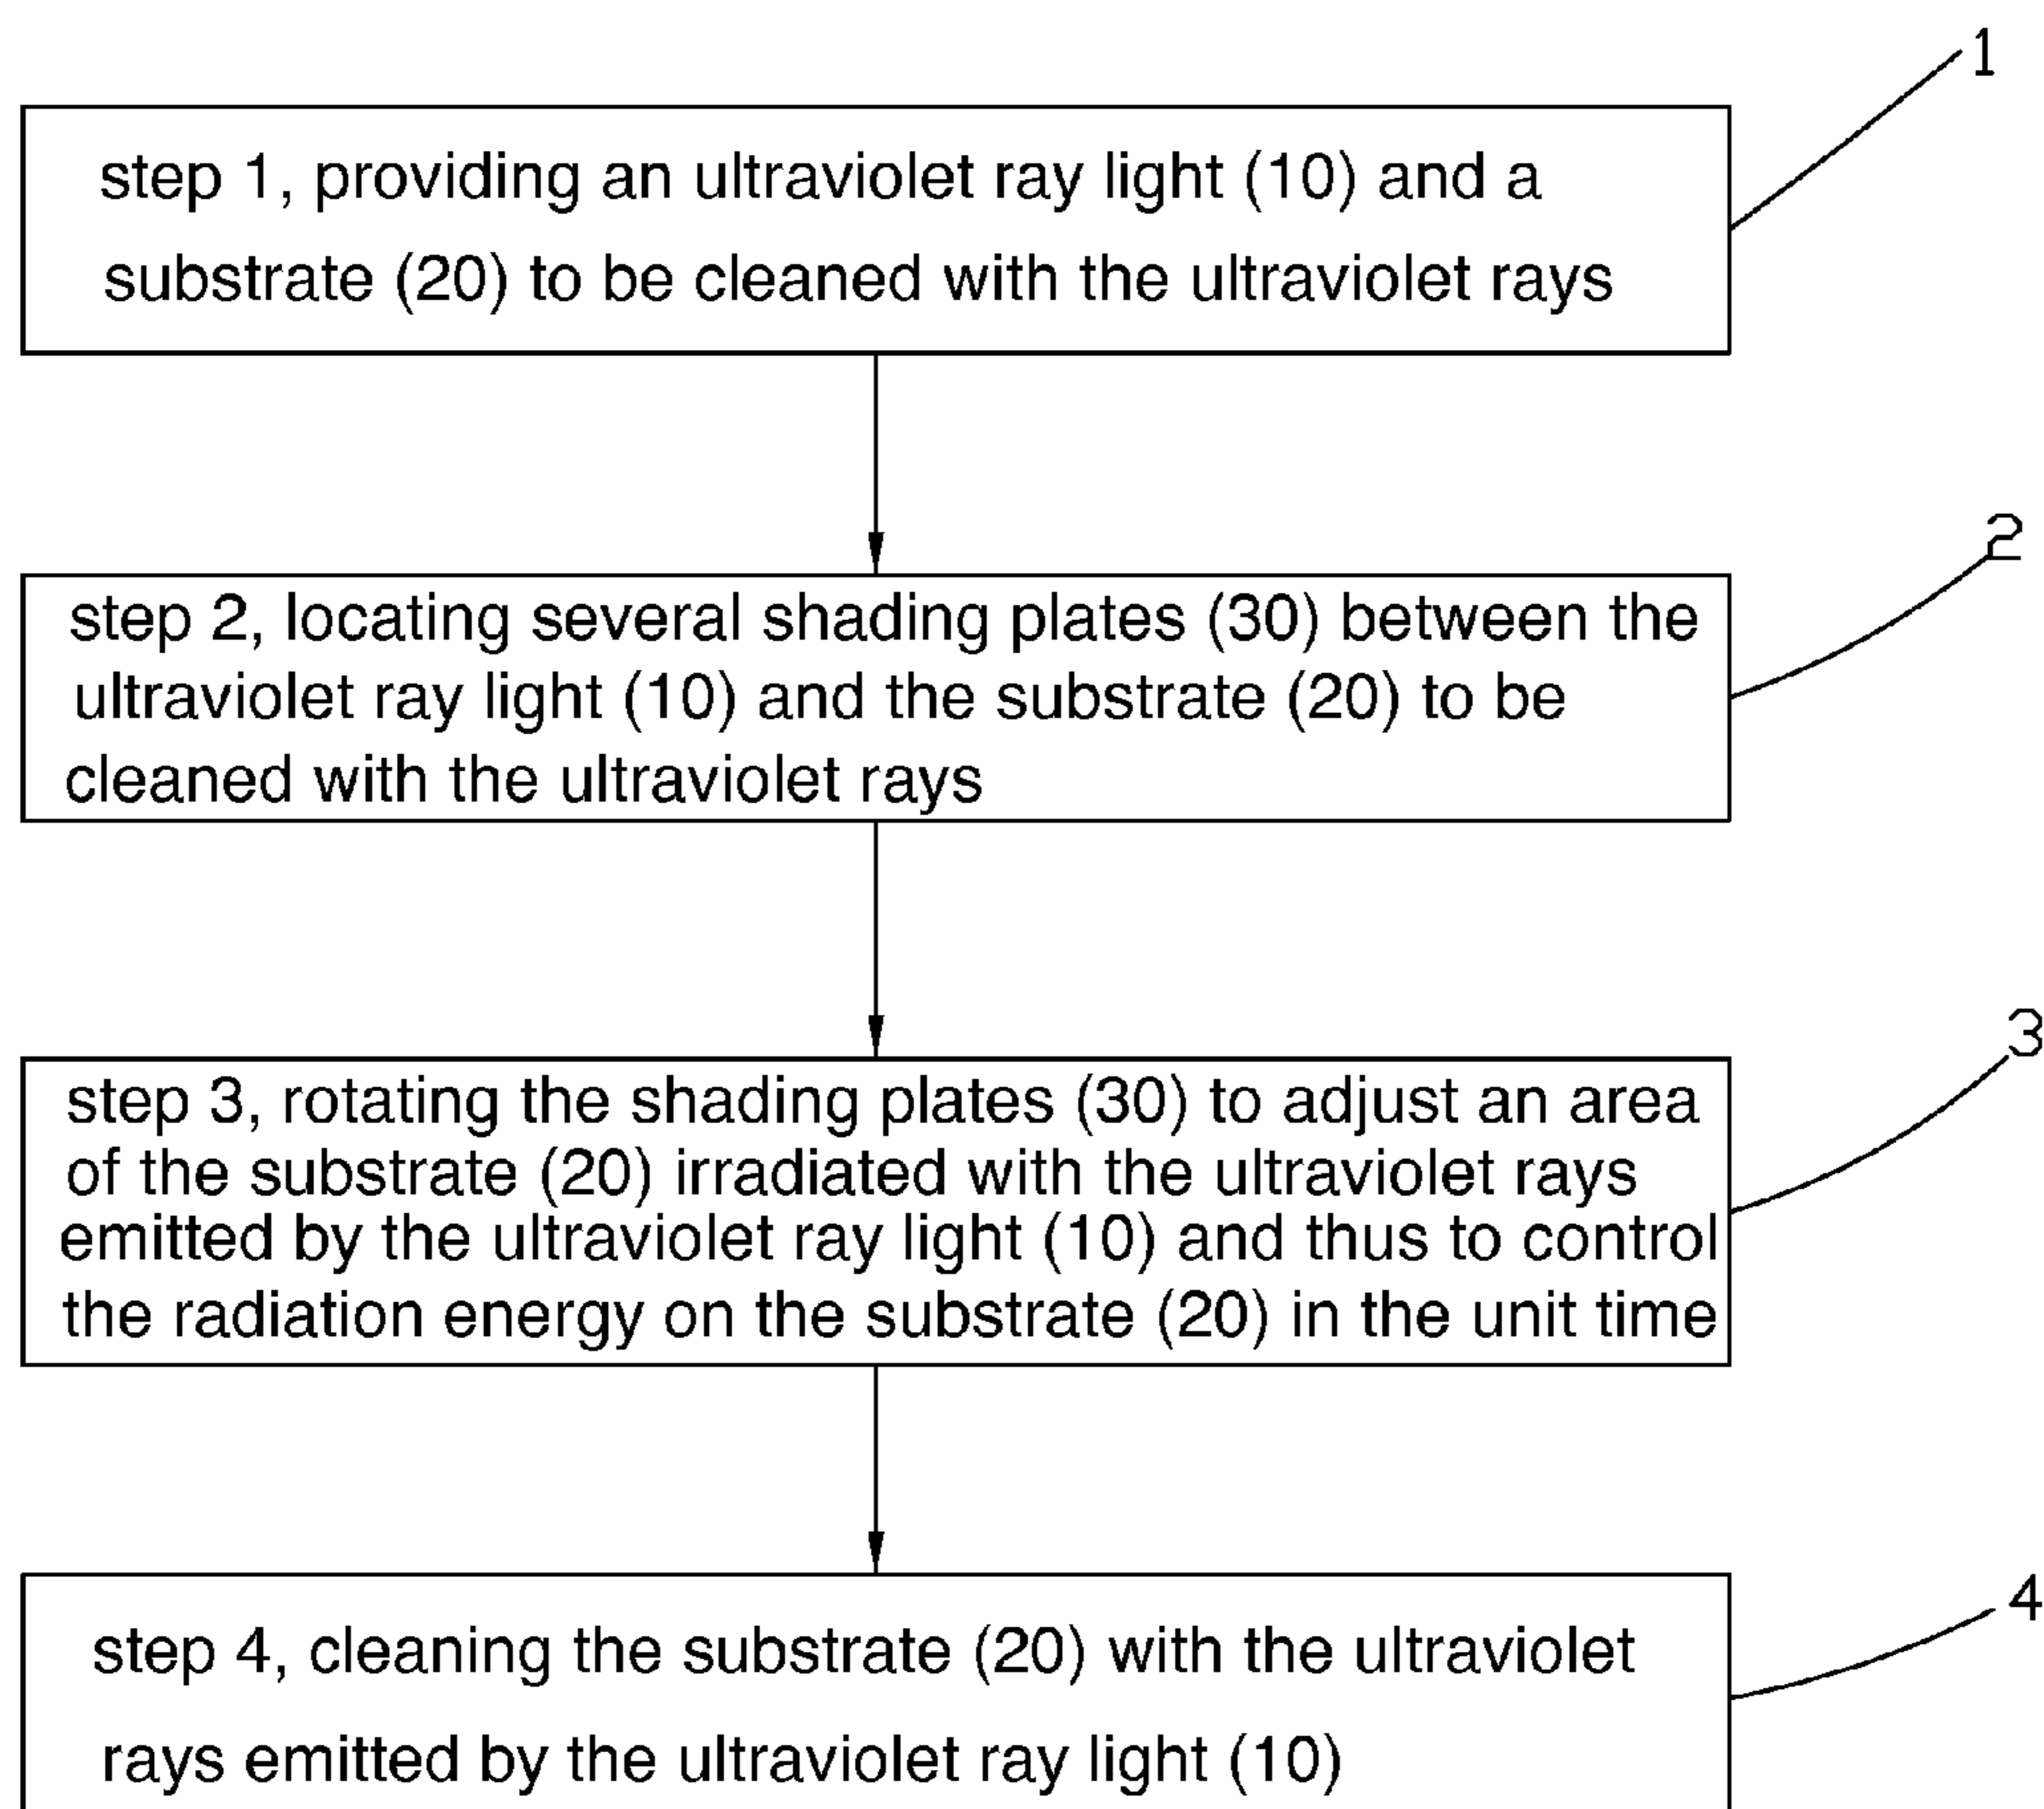 1
step 1, providing an ultraviolet ray light (10) and a
substrate (20) to be cleaned with the ultraviolet rays
2
step 2, locating several shading plates (30) between the
ultraviolet ray light (10) and the substrate (20) to be
cleaned with the ultraviolet rays
3
step 3, rotating the shading plates (30) to adjust an area
of the substrate (20) irradiated with the ultraviolet rays
emitted by the ultraviolet ray light (10) and thus to control
the radiation energy on the substrate (20) in the unit time
4
step 4, cleaning the substrate (20) with the ultraviolet
rays emitted by the ultraviolet ray light (10)